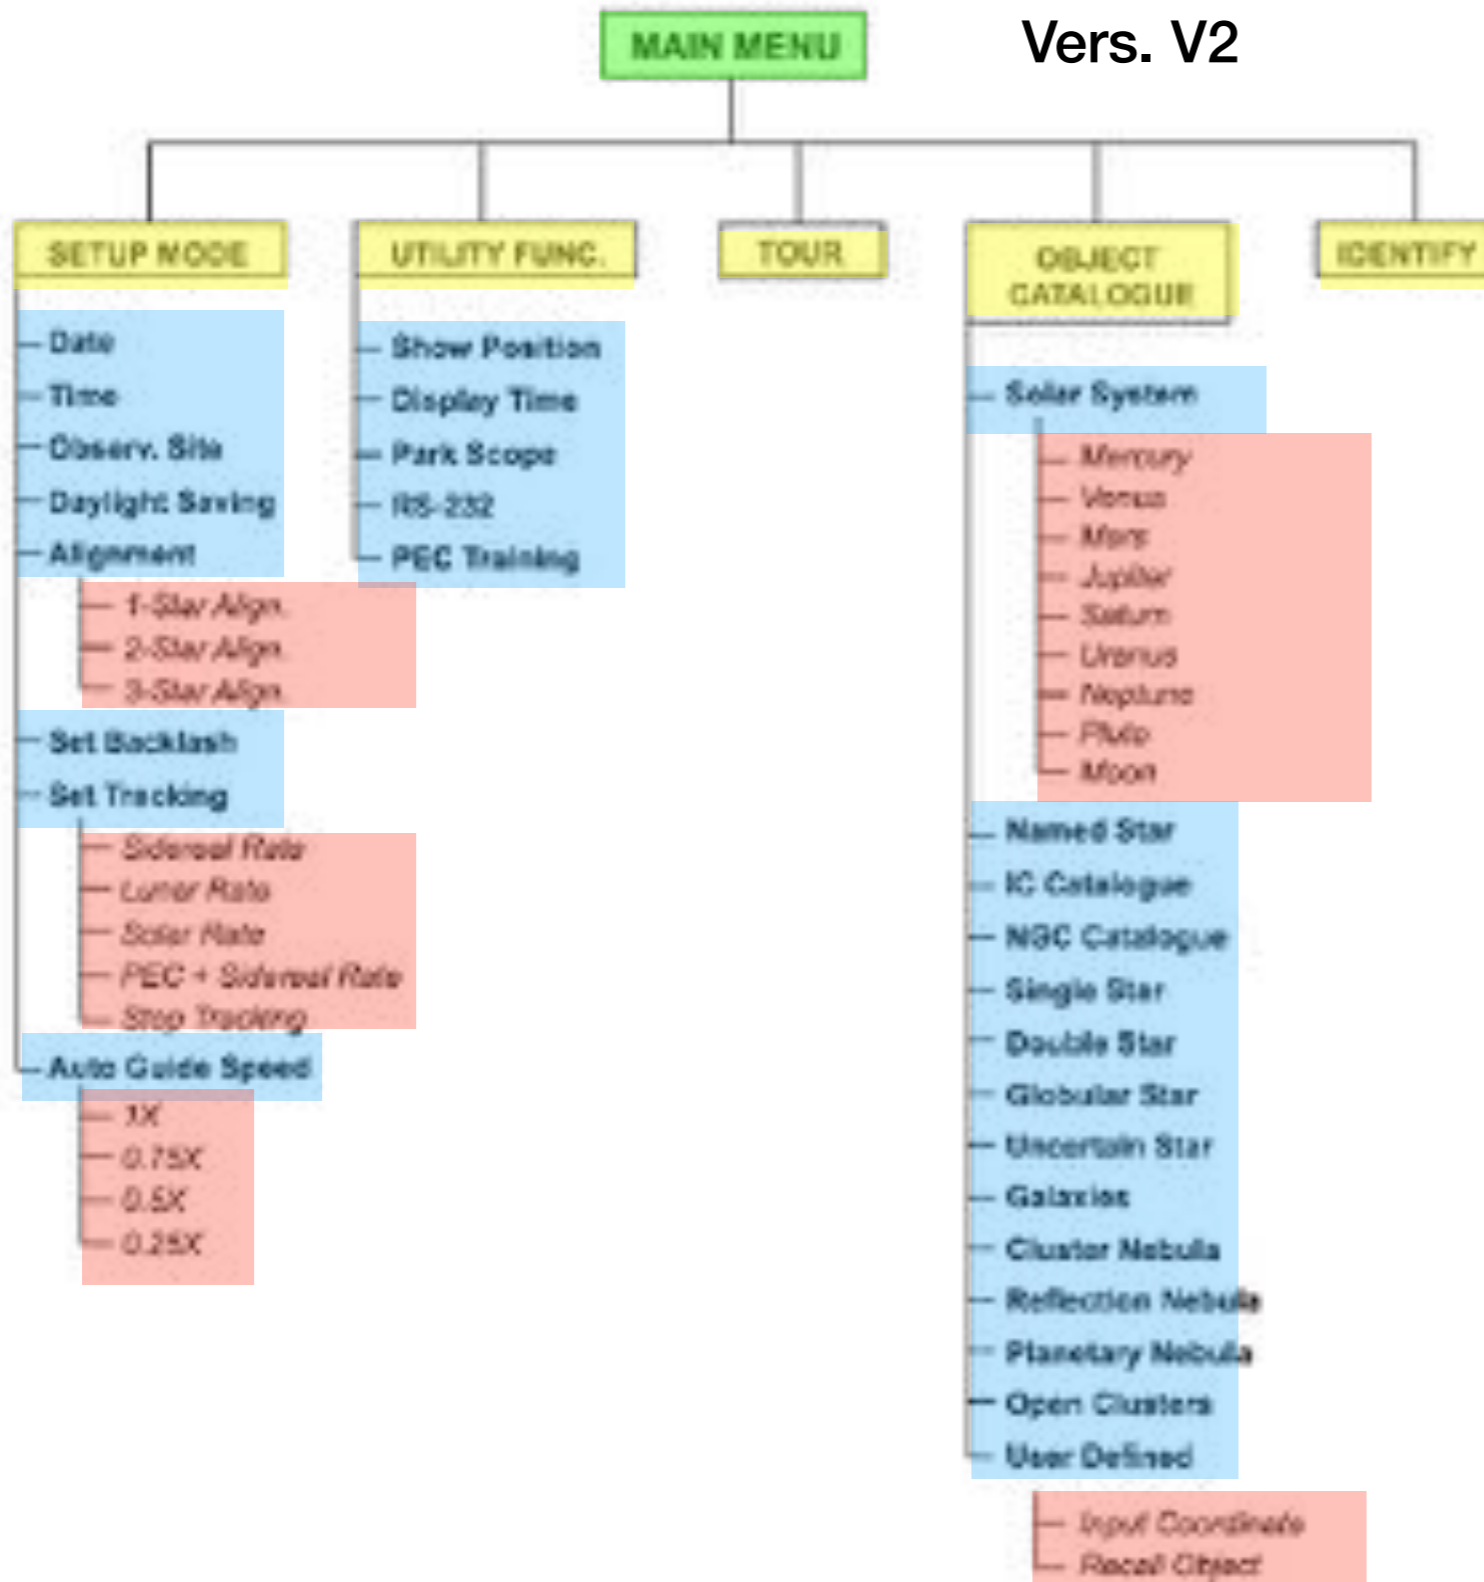 MAIN MENU
Vers. V2
SETUP MODE
Date
Time
Observ. Site
Daylight Saving
Alignment
1-Star Align.
2-Star Align.
3-Star Align.
Set Backlash
Set Tracking
Sidereal Rate
Lunar Rate
Solar Rate
PEC + Sidereal Rate
Stop Tracking
Auto Guide Speed
1X
0.75X
0.5X
0.25X
UTILITY FUNC.
Show Position
Display Time
Park Scope
RS-232
PEC Training
TOUR
OBJECT
CATALOGUE
Solar System
Mercury
Venus
Mars
Jupiter
Saturn
Uranus
Neptune
Pluto
Moon
Named Star
IC Catalogue
NGC Catalogue
Single Star
Double Star
Globular Star
Uncertain Star
Galaxies
Cluster Nebula
Reflection Nebula
Planetary Nebula
Open Clusters
User Defined
Input Coordinate
Recall Object
IDENTIFY